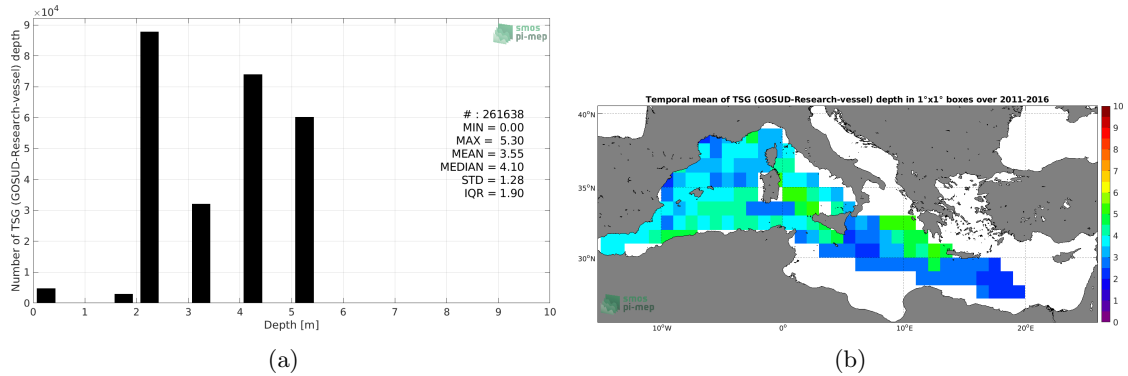 ×10⁴
9
8
7
6
5
4
3
2
1
0
Number of TSG (GOSUD-Research-vessel) depth
smos
pi-mep
# : 261638
MIN = 0.00
MAX = 5.30
MEAN = 3.55
MEDIAN = 4.10
STD = 1.28
IQR = 1.90
0 1 2 3 4 5 6 7 8 9 10
Depth [m]
(a)
Temporal mean of TSG (GOSUD-Research-vessel) depth in 1°x1° boxes over 2011-2016
40°N
35°N
30°N
smos
pi-mep
10°W 0° 10°E 20°E
10
9
8
7
6
5
4
3
2
1
0
(b)